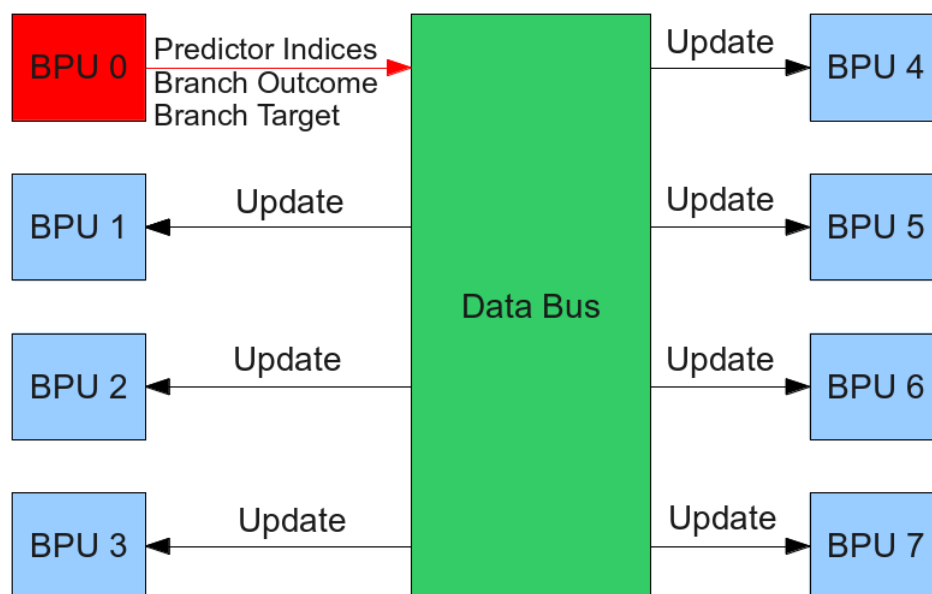 BPU 0
Predictor Indices
Branch Outcome
Branch Target
Update
BPU 4
BPU 1
Update
Update
BPU 5
Data Bus
BPU 2
Update
Update
BPU 6
BPU 3
Update
Update
BPU 7